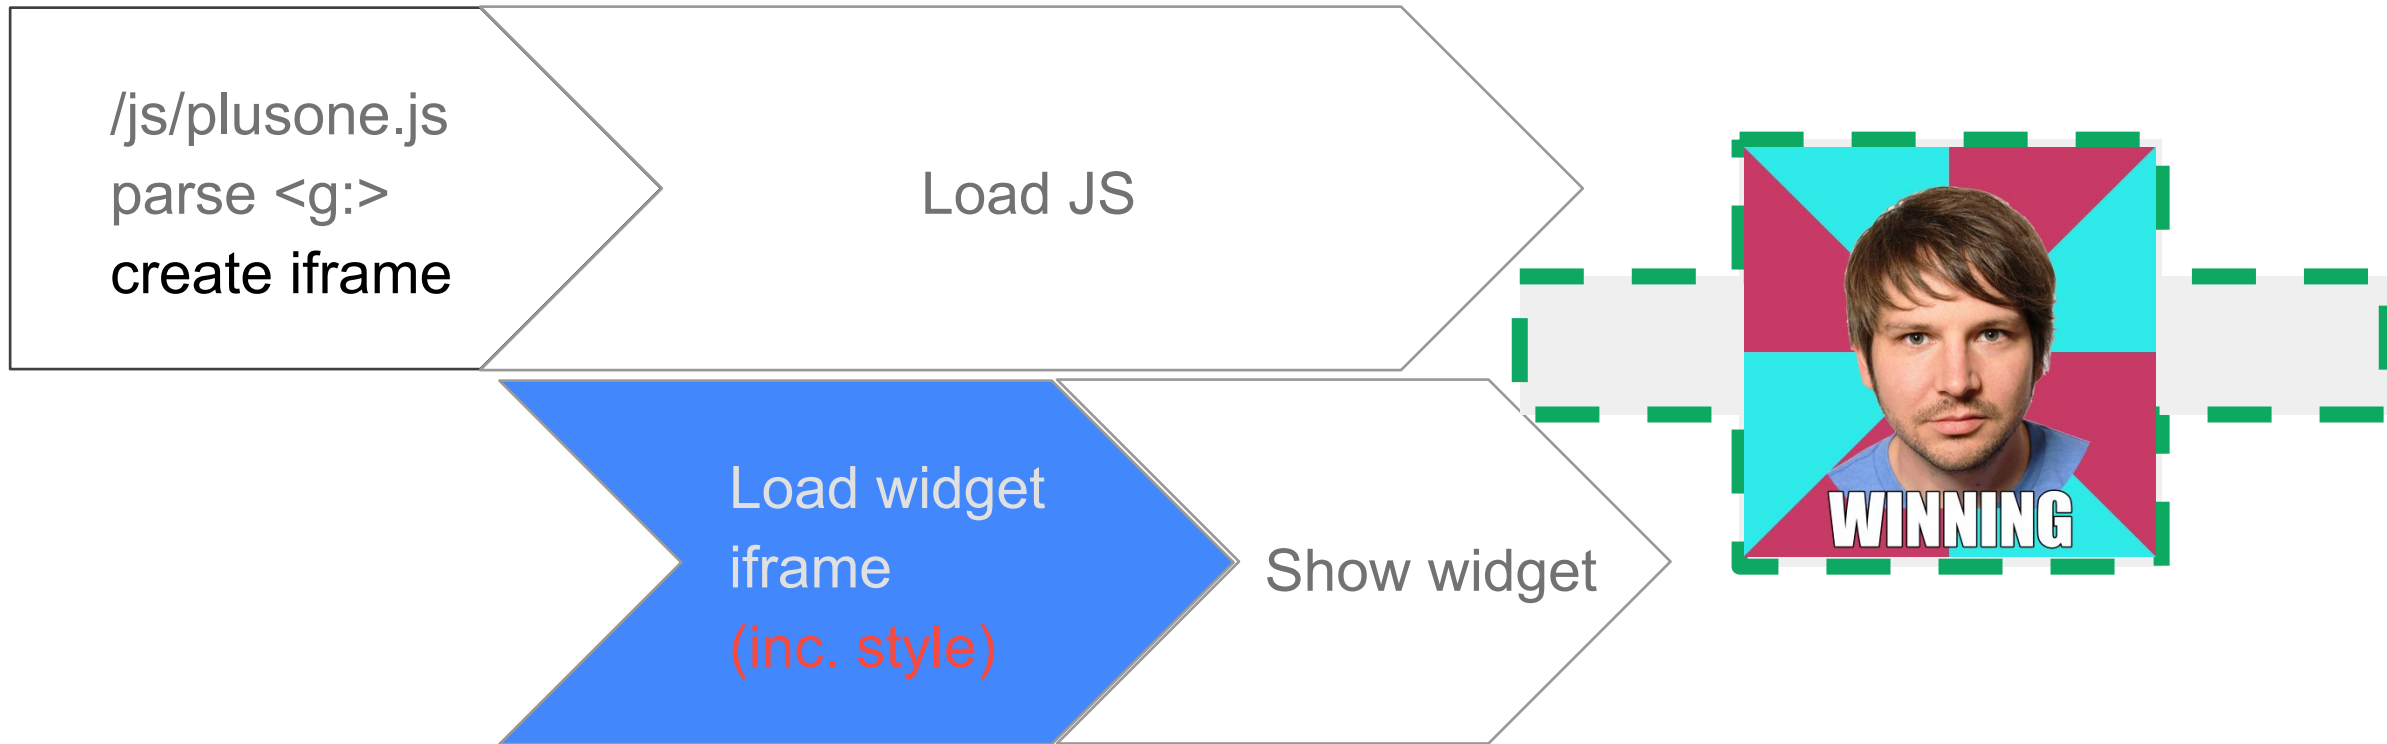 /js/plusone.js
parse <g:>
create iframe
Load JS
Load widget
iframe
(inc. style)
Show widget
WINNING